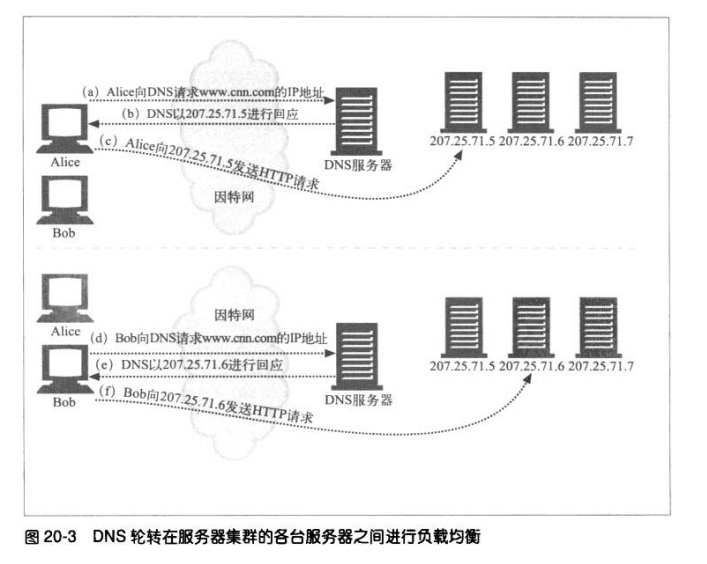 (a) Alice向DNS请求www.cnn.com的IP地址
(b) DNS以207.25.71.5进行回应
(c) Alice向207.25.71.5发送HTTP请求
Alice
Bob
因特网
DNS服务器
207.25.71.5 207.25.71.6 207.25.71.7
Alice
因特网
(d) Bob向DNS请求www.cnn.com的IP地址
(e) DNS以207.25.71.6进行回应
(f) Bob向207.25.71.6发送HTTP请求
Bob
DNS服务器
207.25.71.5 207.25.71.6 207.25.71.7
图 20-3 DNS 轮转在服务器集群的各台服务器之间进行负载均衡